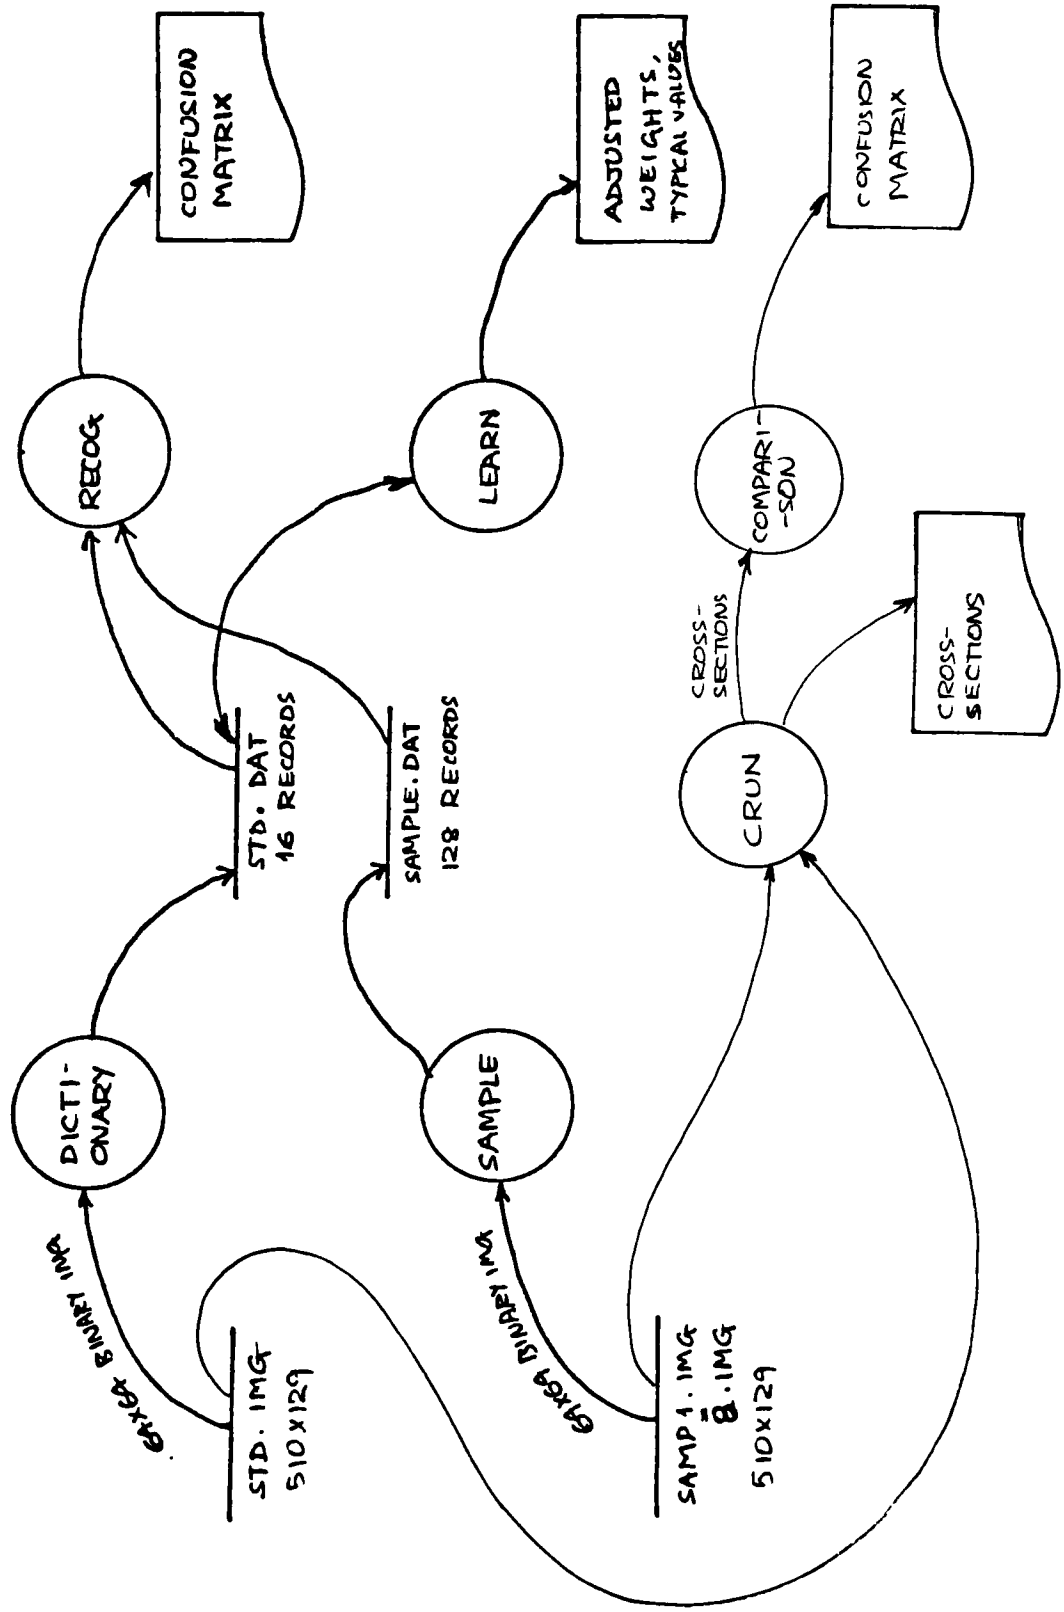 64X64 BINARY IMG
STD. IMG
510X129
DICTI-
ONARY
STD. DAT
16 RECORDS
RECOG
CONFUSION
MATRIX
64X64 BINARY IMG
SAMP1. IMG
8. IMG
510X129
SAMPLE
SAMPLE. DAT
128 RECORDS
LEARN
ADJUSTED
WEIGHTS,
TYPICAL VALUES
CRUN
CROSS-
SECTIONS
COMPARI-
-SON
CONFUSION
MATRIX
CROSS-
SECTIONS